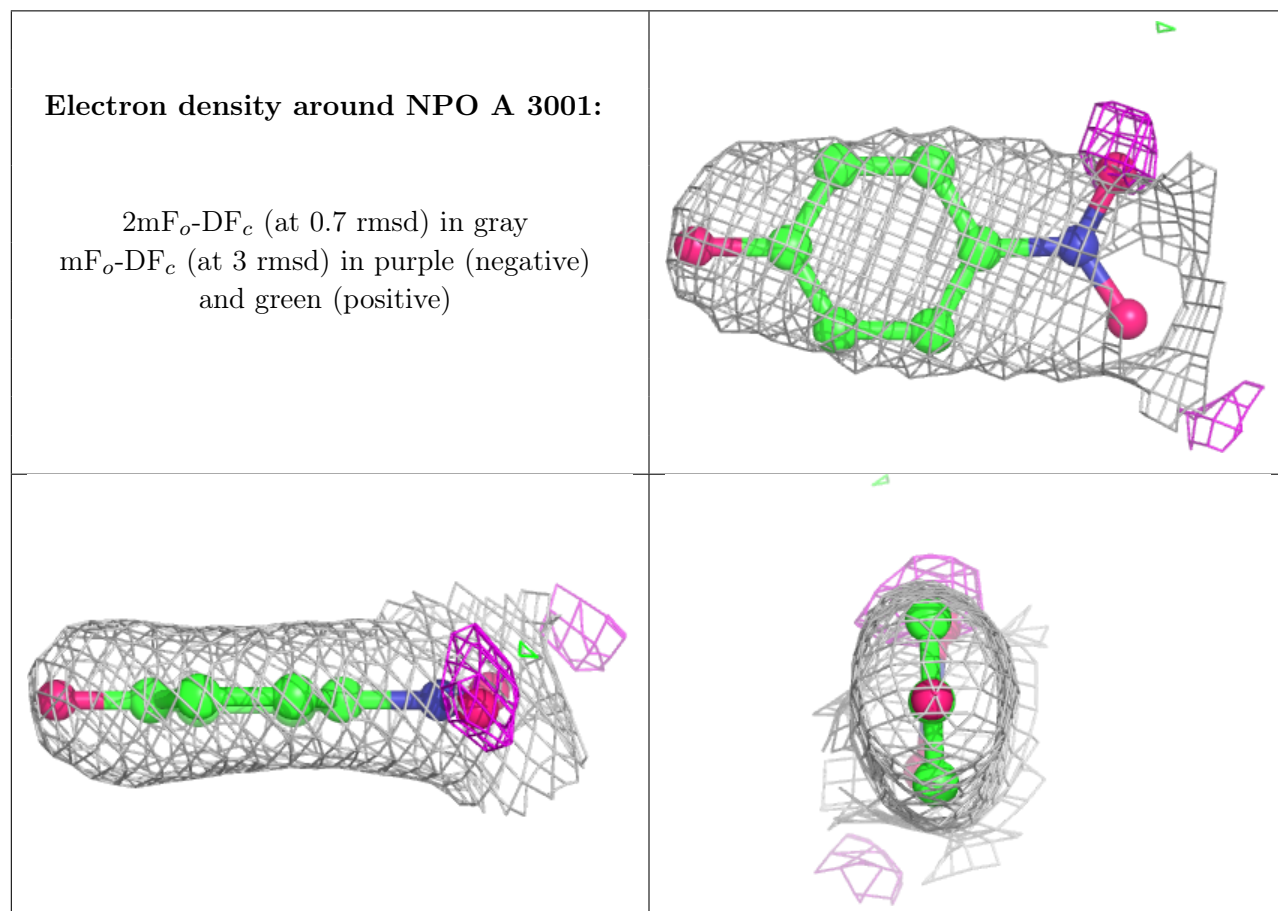 Electron density around NPO A 3001:
2mFₒ-DF𝒸 (at 0.7 rmsd) in gray
mFₒ-DF𝒸 (at 3 rmsd) in purple (negative)
and green (positive)